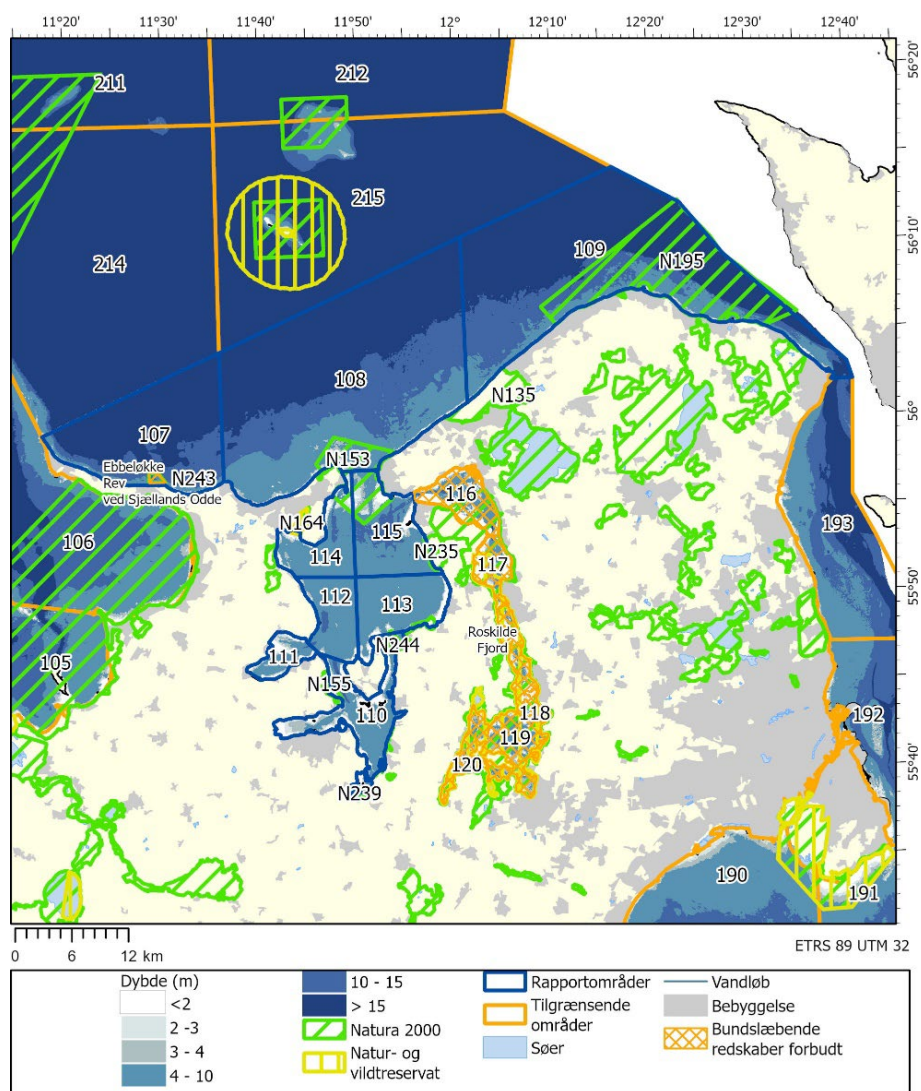 11°20' 11°40' 11°50' 12° 12°10' 12°20' 12°30' 12°40'
56°20'
211
212
215
56°10'
109
N195
214
108
56°
N135
107
Ebbeløkke
Rev
ved Sjællands Odde
N243
N153
116
N164
115
106
114
N235
117
193
55°50'
112
113
Roskilde
Fjord
N244
111
105
N155
110
118
192
119
120
55°40'
N239
190
191
0 6 12 km
ETRS 89 UTM 32
Dybde (m)
<2
2 -3
3 - 4
4 - 10
10 - 15
> 15
Natura 2000
Natur- og
vildtreservat
Rapportområder
Tilgrænsende
områder
Søer
Vandløb
Bebyggelse
Bundslæbende
redskaber forbudt